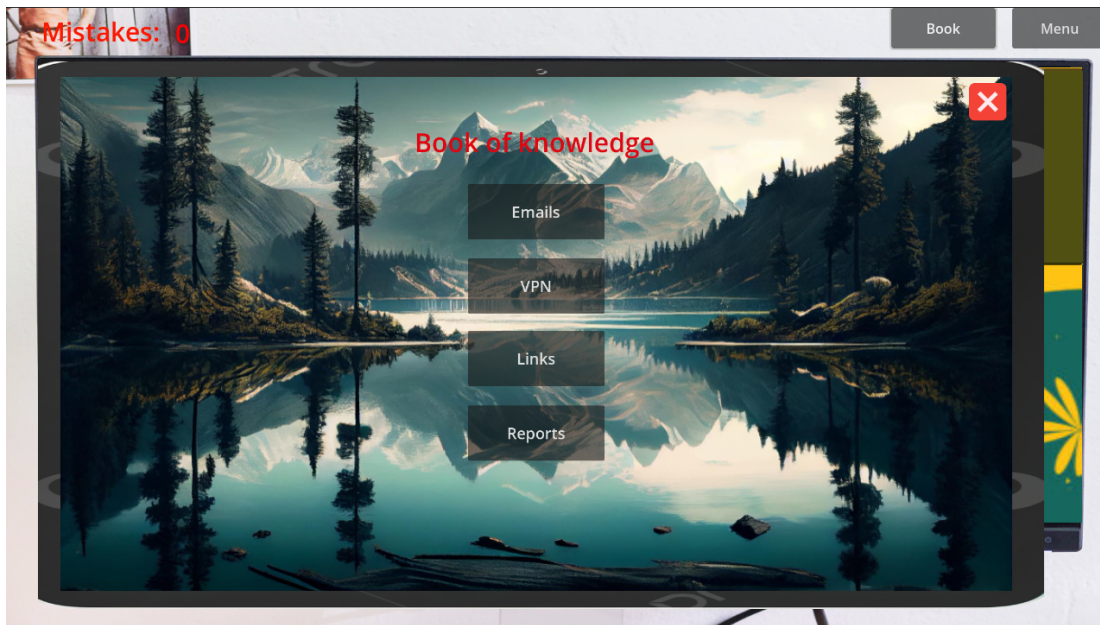 Mistakes: 0
Book
Menu
Book of knowledge
Emails
VPN
Links
Reports